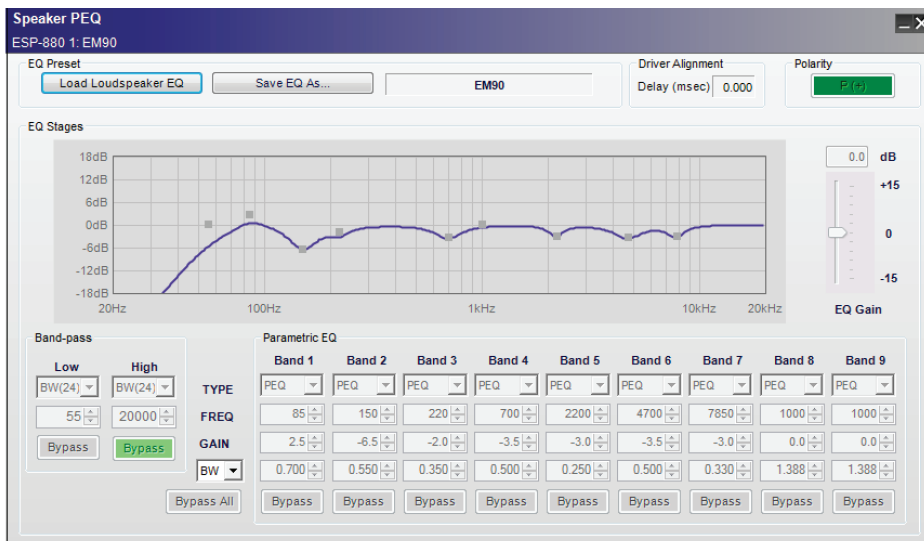 Speaker PEQ
ESP-880 1: EM90
EQ Preset
Load Loudspeaker EQ Save EQ As... EM90
Driver Alignment
Delay (msec) 0.000
Polarity
P (+)
EQ Stages
18dB
12dB
6dB
0dB
-6dB
-12dB
-18dB
20Hz 100Hz 1kHz 10kHz 20kHz
0.0 dB
+15
0
-15
EQ Gain
Band-pass
Low High
BW(24) BW(24)
55 20000
Bypass Bypass
Parametric EQ
Band 1 Band 2 Band 3 Band 4 Band 5 Band 6 Band 7 Band 8 Band 9
TYPE PEQ PEQ PEQ PEQ PEQ PEQ PEQ PEQ PEQ
FREQ 85 150 220 700 2200 4700 7850 1000 1000
GAIN 2.5 -6.5 -2.0 -3.5 -3.0 -3.5 -3.0 0.0 0.0
BW 0.700 0.550 0.350 0.500 0.250 0.500 0.330 1.388 1.388
Bypass All Bypass Bypass Bypass Bypass Bypass Bypass Bypass Bypass Bypass